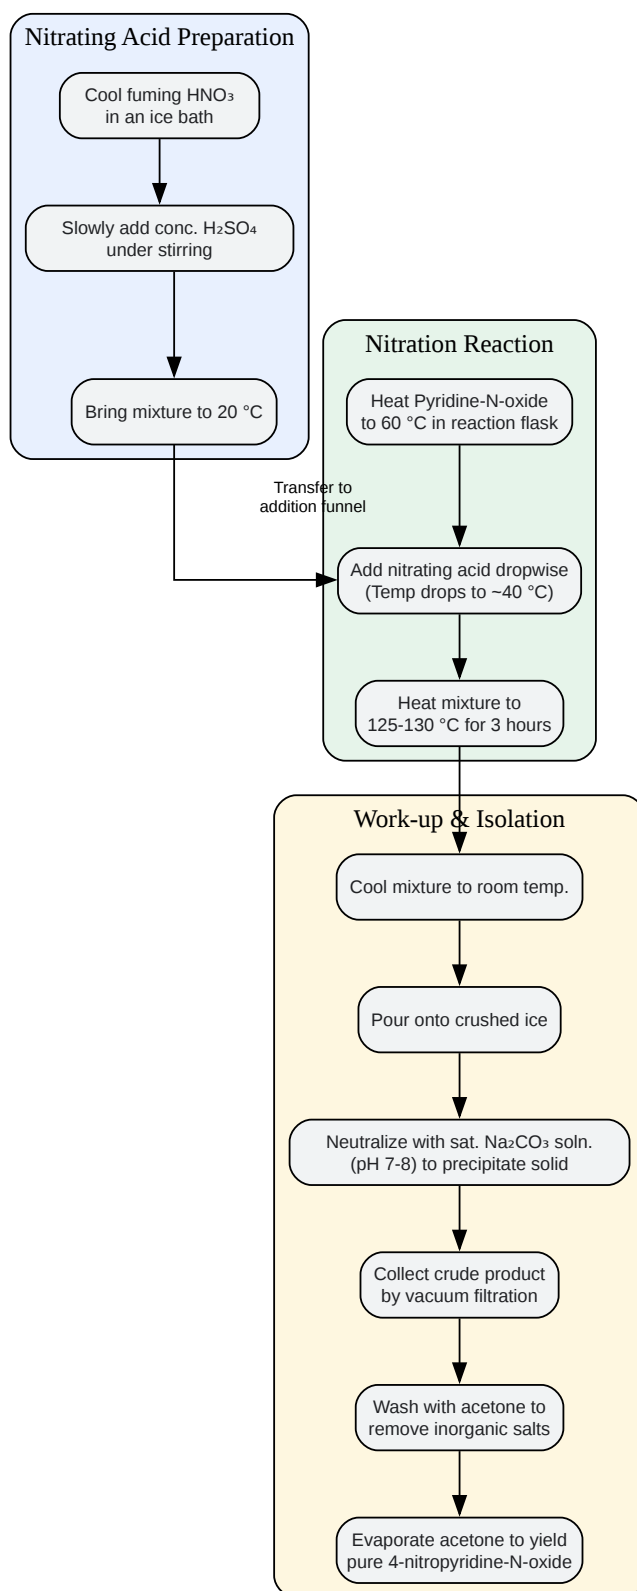 Nitrating Acid Preparation
Cool fuming HNO₃
in an ice bath
Slowly add conc. H₂SO₄
under stirring
Bring mixture to 20 °C
Transfer to
addition funnel
Nitration Reaction
Heat Pyridine-N-oxide
to 60 °C in reaction flask
Add nitrating acid dropwise
(Temp drops to ~40 °C)
Heat mixture to
125-130 °C for 3 hours
Work-up & Isolation
Cool mixture to room temp.
Pour onto crushed ice
Neutralize with sat. Na₂CO₃ soln.
(pH 7-8) to precipitate solid
Collect crude product
by vacuum filtration
Wash with acetone to
remove inorganic salts
Evaporate acetone to yield
pure 4-nitropyridine-N-oxide